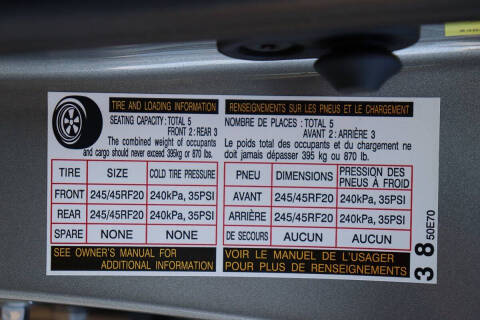 TIRE AND LOADING INFORMATION
SEATING CAPACITY: TOTAL 5
FRONT 2 : REAR 3
The combined weight of occupants
and cargo should never exceed 395kg or 870 lbs.
TIRE SIZE COLD TIRE PRESSURE
FRONT 245/45RF20 240kPa, 35PSI
REAR 245/45RF20 240kPa, 35PSI
SPARE NONE NONE
SEE OWNER'S MANUAL FOR
ADDITIONAL INFORMATION
RENSEIGNEMENTS SUR LES PNEUS ET LE CHARGEMENT
NOMBRE DE PLACES : TOTAL 5
AVANT 2 : ARRIÈRE 3
Le poids total des occupants et du chargement ne
doit jamais dépasser 395 kg ou 870 lb.
PNEU DIMENSIONS PRESSION DES
PNEUS À FROID
AVANT 245/45RF20 240kPa, 35PSI
ARRIÈRE 245/45RF20 240kPa, 35PSI
DE SECOURS AUCUN AUCUN
VOIR LE MANUEL DE L'USAGER
POUR PLUS DE RENSEIGNEMENTS
38
50E70